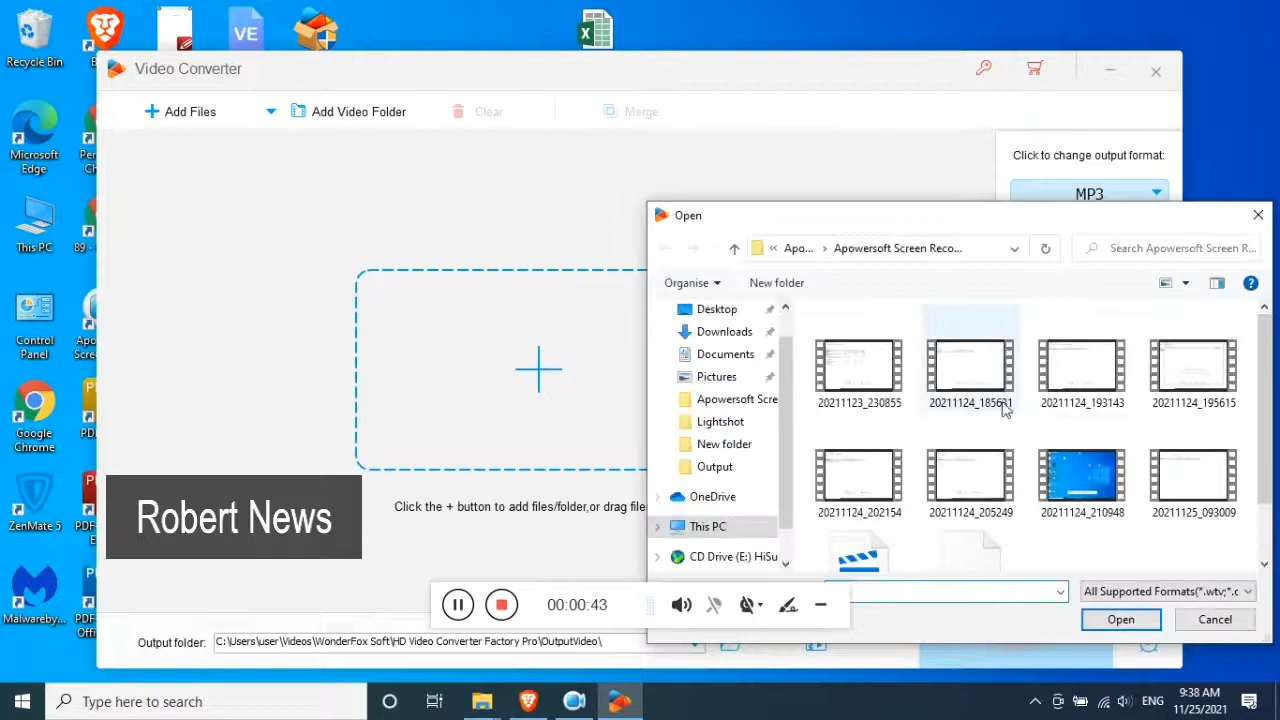 VE
Recycle Bin
Microsoft
Edge
This PC
Control
Panel
Google
Chrome
ZenMate 5
Malwareby...
Video Converter
Add Files
Add Video Folder
Clear
Merge
Click to change output format:
MP3
Click the + button to add files/folder,or drag
Robert News
00:00:43
Output folder:
C:\Users\user\Videos\WonderFox Soft\HD Video Converter Factory Pro\OutputVideo\
Open
« Apo... › Apowersoft Screen Reco...
Search Apowersoft Screen R...
Organise
New folder
Desktop
Downloads
Documents
Pictures
Apowersoft Scre
Lightshot
New folder
Output
OneDrive
This PC
CD Drive (E:) HiSu
20211123_230855
20211124_193143
20211124_195615
20211124_202154
20211124_205249
20211124_210948
20211125_093009
All Supported Formats(*.wtv;*.c
Open
Cancel
Type here to search
ENG
9:38 AM
11/25/2021